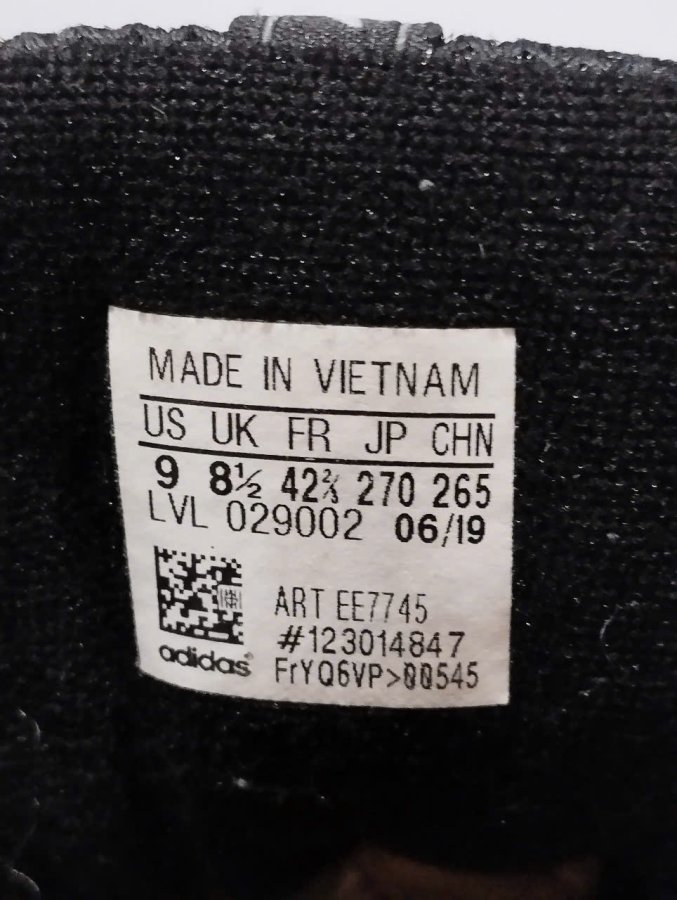 MADE IN VIETNAM
US UK FR JP CHN
9 8½ 42⅔ 270 265
LVL 029002 06/19
ART EE7745
#123014847
adidas
FrYQ6VP>00545